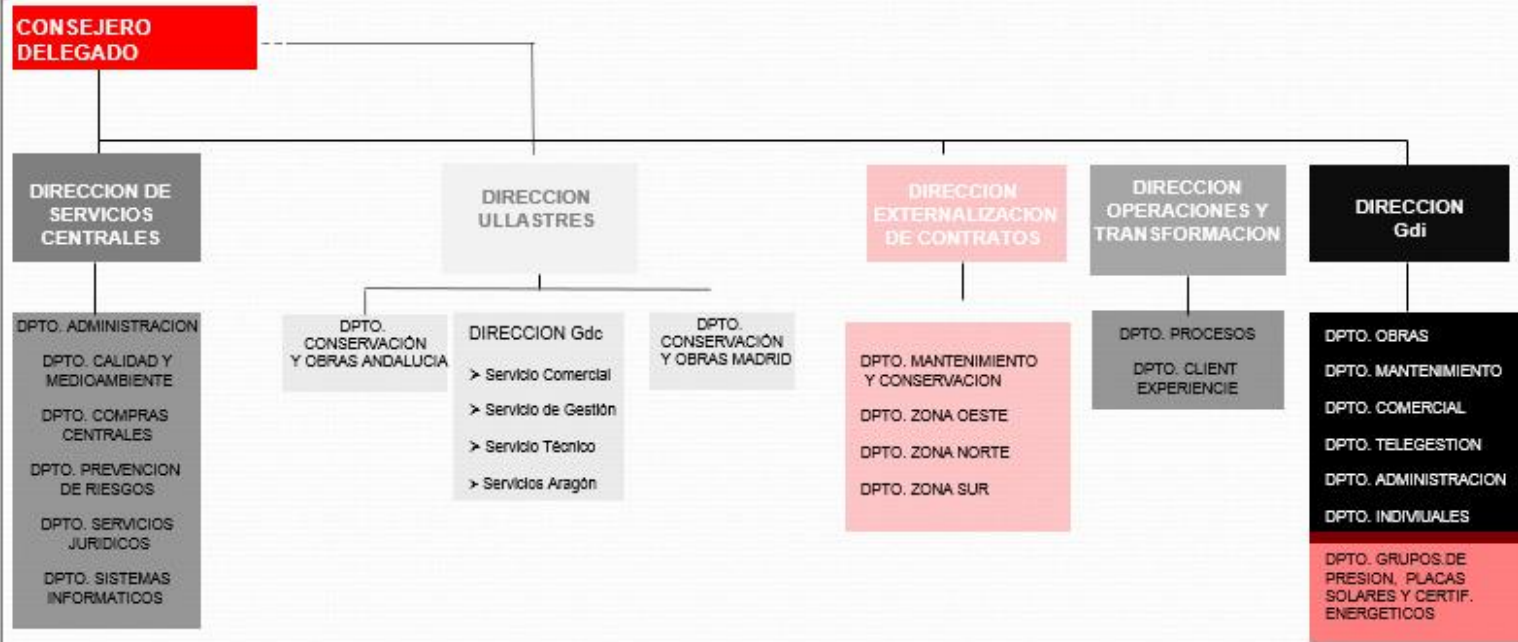 CONSEJERO
DELEGADO
DIRECCION DE
SERVICIOS
CENTRALES
DIRECCION
ULLASTRES
DIRECCION
EXTERNALIZACION
DE CONTRATOS
DIRECCION
OPERACIONES Y
TRANSFORMACION
DIRECCION
Gdi
DPTO. ADMINISTRACION
DPTO. CALIDAD Y
MEDIOAMBIENTE
DPTO. COMPRAS
CENTRALES
DPTO. PREVENCION
DE RIESGOS
DPTO. SERVICIOS
JURIDICOS
DPTO. SISTEMAS
INFORMATICOS
DPTO.
CONSERVACIÓN
Y OBRAS ANDALUCIA
DIRECCION Gdc
➢ Servicio Comercial
➢ Servicio de Gestión
➢ Servicio Técnico
➢ Servicios Aragón
DPTO.
CONSERVACIÓN
Y OBRAS MADRID
DPTO. MANTENIMIENTO
Y CONSERVACION
DPTO. ZONA OESTE
DPTO. ZONA NORTE
DPTO. ZONA SUR
DPTO. PROCESOS
DPTO. CLIENT
EXPERIENCIE
DPTO. OBRAS
DPTO. MANTENIMIENTO
DPTO. COMERCIAL
DPTO. TELEGESTION
DPTO. ADMINISTRACION
DPTO. INDIVIUALES
DPTO. GRUPOS.DE
PRESION, PLACAS
SOLARES Y CERTIF.
ENERGETICOS